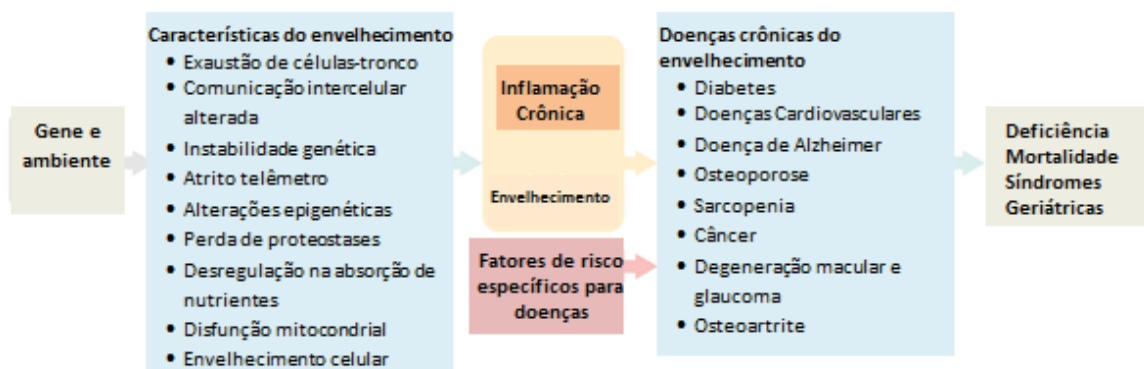 Gene e
ambiente
Características do envelhecimento
• Exaustão de células-tronco
• Comunicação intercelular
alterada
• Instabilidade genética
• Atrito telêmetro
• Alterações epigenéticas
• Perda de proteostases
• Desregulação na absorção de
nutrientes
• Disfunção mitocondrial
• Envelhecimento celular
Inflamação
Crônica
Envelhecimento
Fatores de risco
específicos para
doenças
Doenças crônicas do
envelhecimento
• Diabetes
• Doenças Cardiovasculares
• Doença de Alzheimer
• Osteoporose
• Sarcopenia
• Câncer
• Degeneração macular e
glaucoma
• Osteoartrite
Deficiência
Mortalidade
Síndromes
Geriátricas